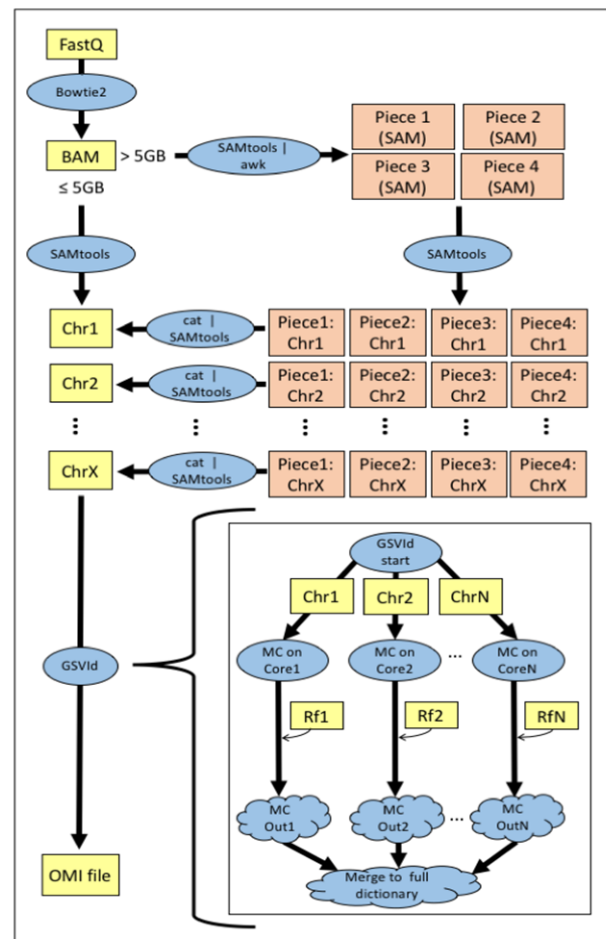 FastQ
Bowtie2
BAM
> 5GB
≤ 5GB
SAMtools |
awk
Piece 1
(SAM)
Piece 2
(SAM)
Piece 3
(SAM)
Piece 4
(SAM)
SAMtools
SAMtools
Chr1
cat |
SAMtools
Piece1:
Chr1
Piece2:
Chr1
Piece3:
Chr1
Piece4:
Chr1
Chr2
cat |
SAMtools
Piece1:
Chr2
Piece2:
Chr2
Piece3:
Chr2
Piece4:
Chr2
ChrX
cat |
SAMtools
Piece1:
ChrX
Piece2:
ChrX
Piece3:
ChrX
Piece4:
ChrX
GSVId
OMI file
GSVId
start
Chr1
Chr2
ChrN
MC on
Core1
MC on
Core2
...
MC on
CoreN
Rf1
Rf2
RfN
MC
Out1
MC
Out2
...
MC
OutN
Merge to full
dictionary